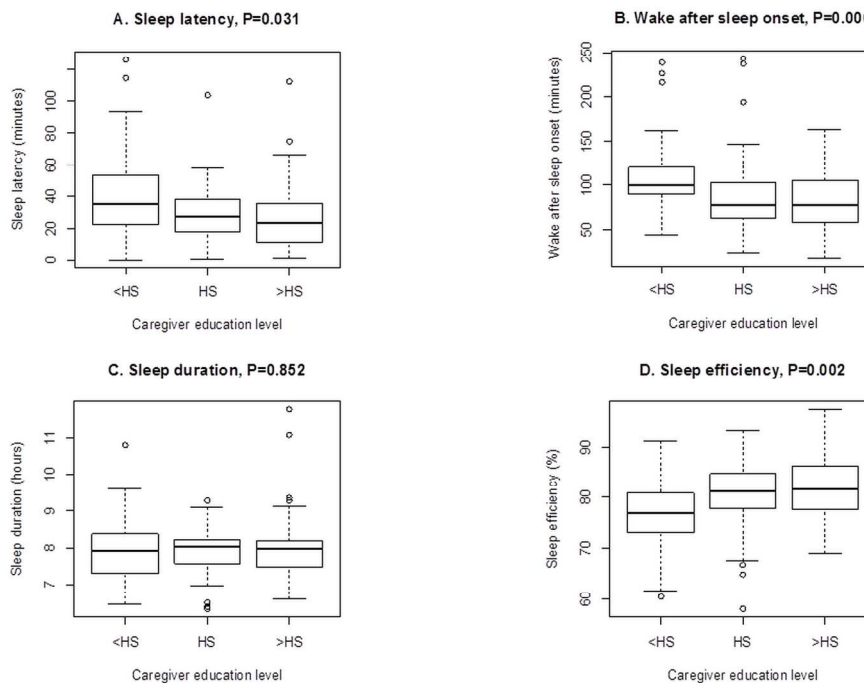 A. Sleep latency, P=0.031
Sleep latency (minutes)
0 20 40 60 80 100
<HS HS >HS
Caregiver education level
B. Wake after sleep onset, P=0.00
Wake after sleep onset (minutes)
50 100 150 200 250
<HS HS >HS
Caregiver education level
C. Sleep duration, P=0.852
Sleep duration (hours)
7 8 9 10 11
<HS HS >HS
Caregiver education level
D. Sleep efficiency, P=0.002
Sleep efficiency (%)
60 70 80 90
<HS HS >HS
Caregiver education level